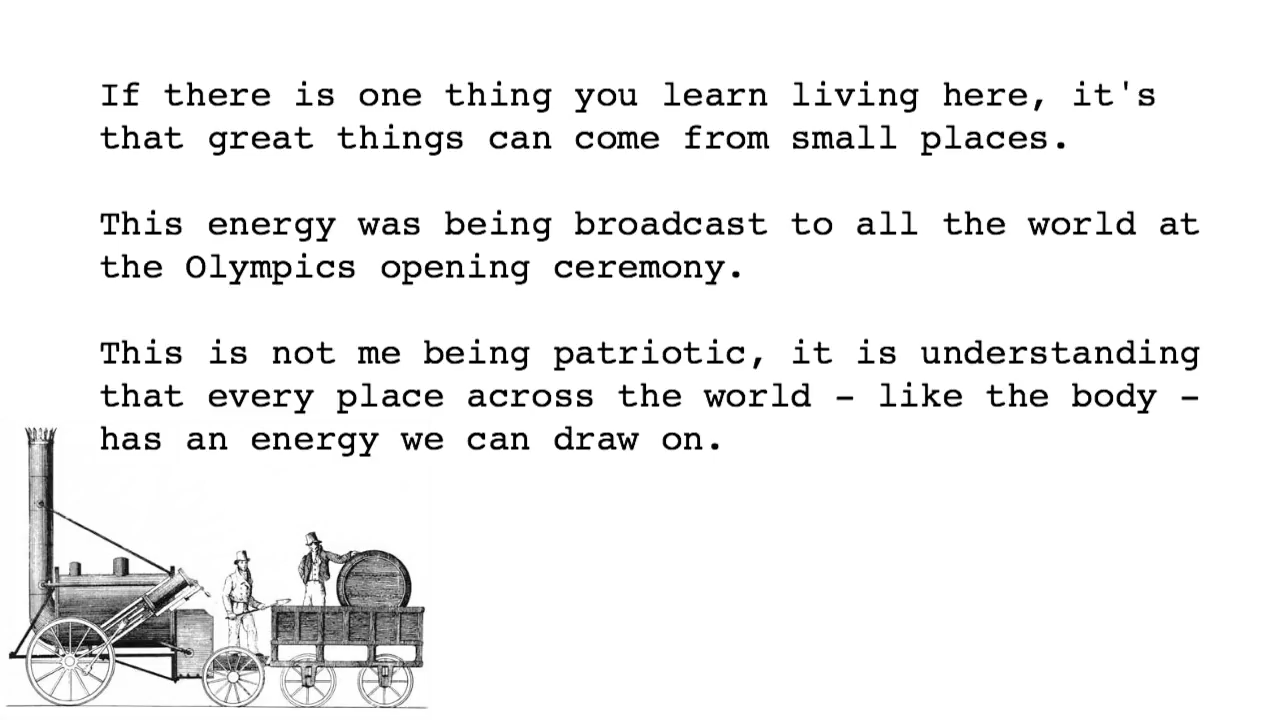 If there is one thing you learn living here, it's
that great things can come from small places.
This energy was being broadcast to all the world at
the Olympics opening ceremony.
This is not me being patriotic, it is understanding
that every place across the world – like the body –
has an energy we can draw on.